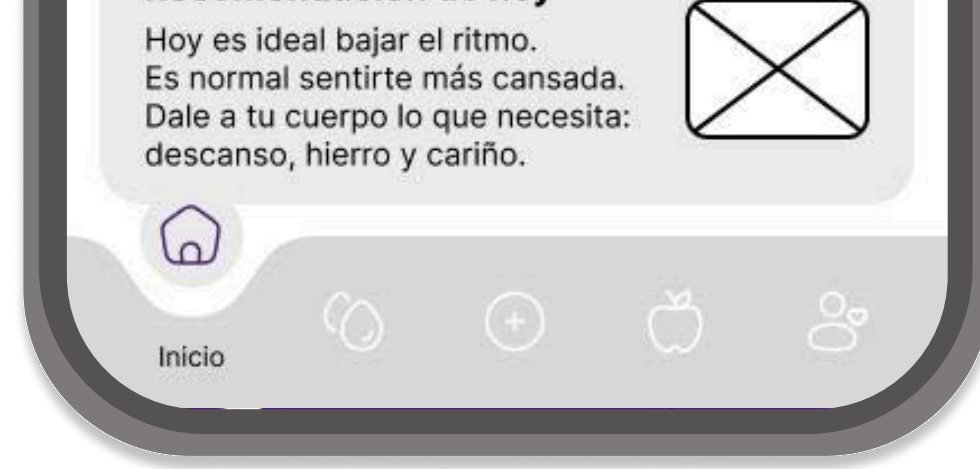 Hoy es ideal bajar el ritmo.
Es normal sentirte más cansada.
Dale a tu cuerpo lo que necesita:
descanso, hierro y cariño.
Inicio